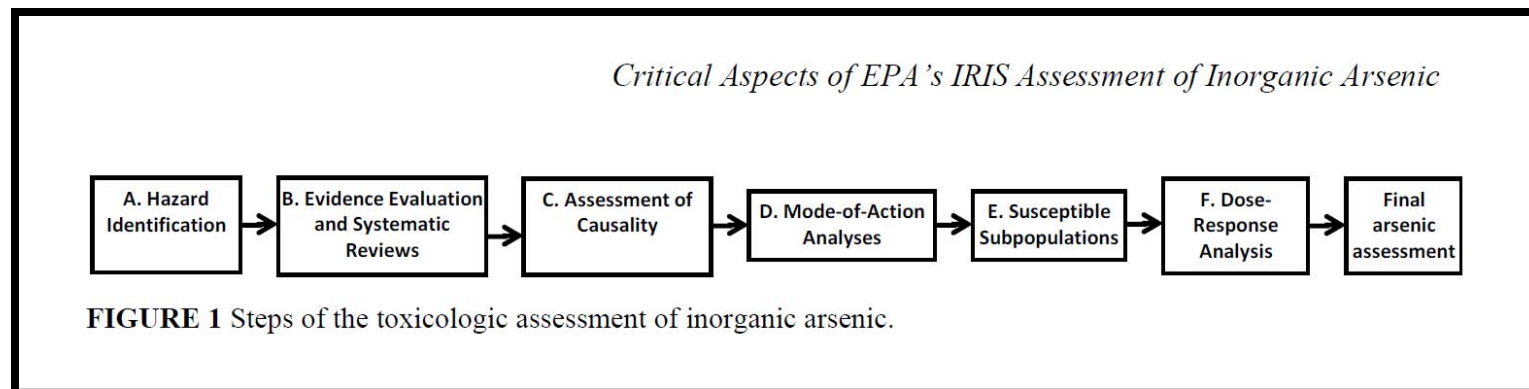 Critical Aspects of EPA's IRIS Assessment of Inorganic Arsenic
A. Hazard
Identification
B. Evidence Evaluation
and Systematic
Reviews
C. Assessment of
Causality
D. Mode-of-Action
Analyses
E. Susceptible
Subpopulations
F. Dose-
Response
Analysis
Final
arsenic
assessment
FIGURE 1 Steps of the toxicologic assessment of inorganic arsenic.